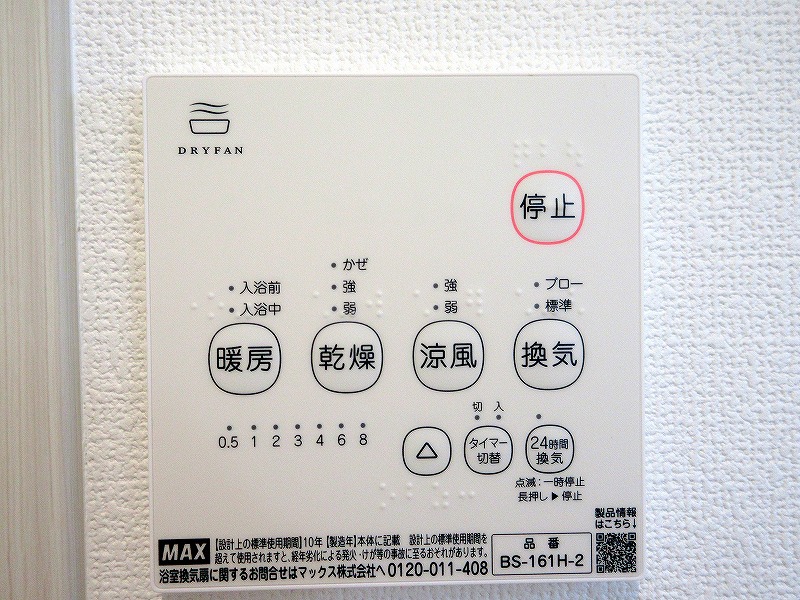 DRYFAN
停止
かぜ
入浴前
強
強
ブロー
入浴中
弱
弱
標準
暖房
乾燥
涼風
換気
切 入
0.5 1 2 3 4 6 8
△
タイマー
切替
24時間
換気
点滅:一時停止
長押し▶停止
製品情報
はこちら↓
MAX
【設計上の標準使用期間】10年【製造年】本体に記載 設計上の標準使用期間を
超えて使用されますと、経年劣化による発火・けが等の事故に至るおそれがあります。
浴室換気扇に関するお問合せはマックス株式会社へ 0120-011-408
品番
BS-161H-2